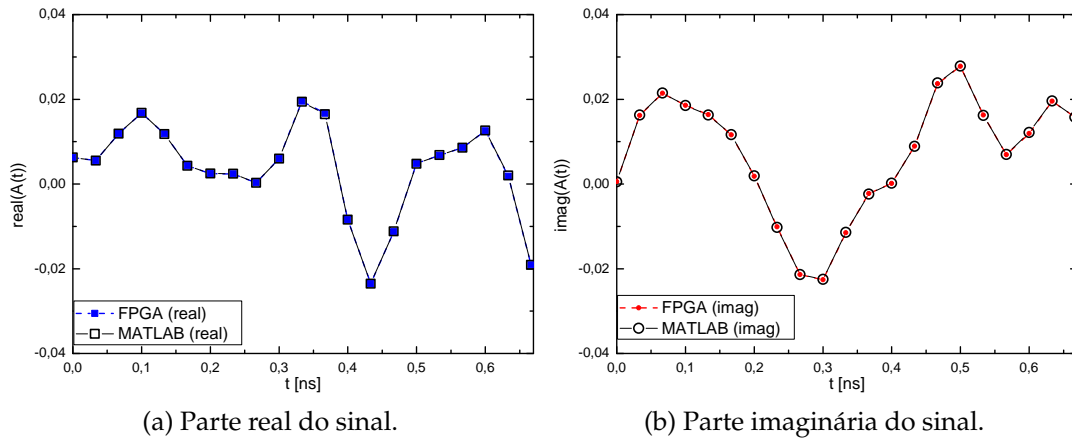 0,04
0,02
0,00
-0,02
-0,04
real(A(t))
FPGA (real)
MATLAB (real)
0,0 0,1 0,2 0,3 0,4 0,5 0,6
t [ns]
(a) Parte real do sinal.
0,04
0,02
0,00
-0,02
-0,04
imag(A(t))
FPGA (imag)
MATLAB (imag)
0,0 0,1 0,2 0,3 0,4 0,5 0,6
t [ns]
(b) Parte imaginária do sinal.